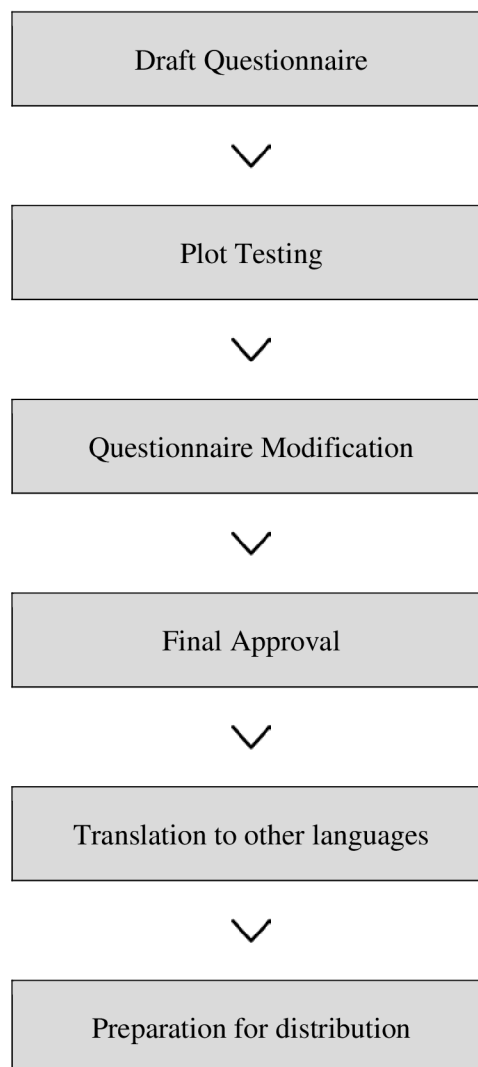 Draft Questionnaire
Plot Testing
Questionnaire Modification
Final Approval
Translation to other languages
Preparation for distribution